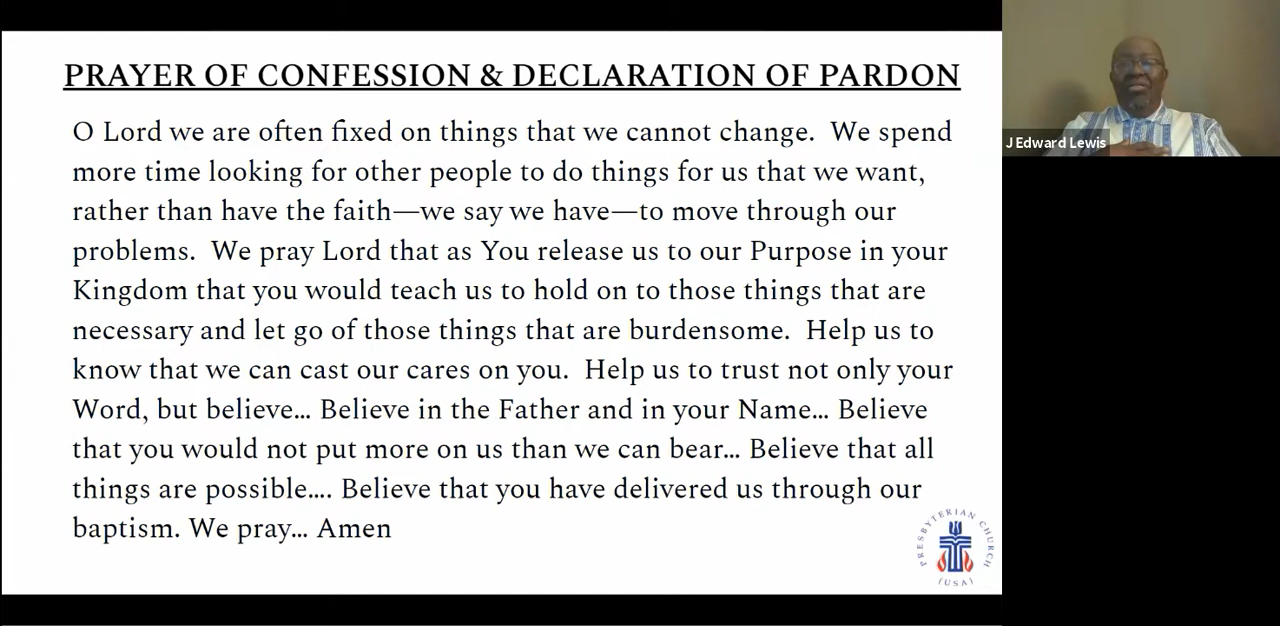 PRAYER OF CONFESSION & DECLARATION OF PARDON
O Lord we are often fixed on things that we cannot change.  We spend
more time looking for other people to do things for us that we want,
rather than have the faith—we say we have—to move through our
problems.  We pray Lord that as You release us to our Purpose in your
Kingdom that you would teach us to hold on to those things that are
necessary and let go of those things that are burdensome.  Help us to
know that we can cast our cares on you.  Help us to trust not only your
Word, but believe... Believe in the Father and in your Name... Believe
that you would not put more on us than we can bear... Believe that all
things are possible.... Believe that you have delivered us through our
baptism. We pray... Amen
PRESBYTERIAN CHURCH
(USA)
J Edward Lewis